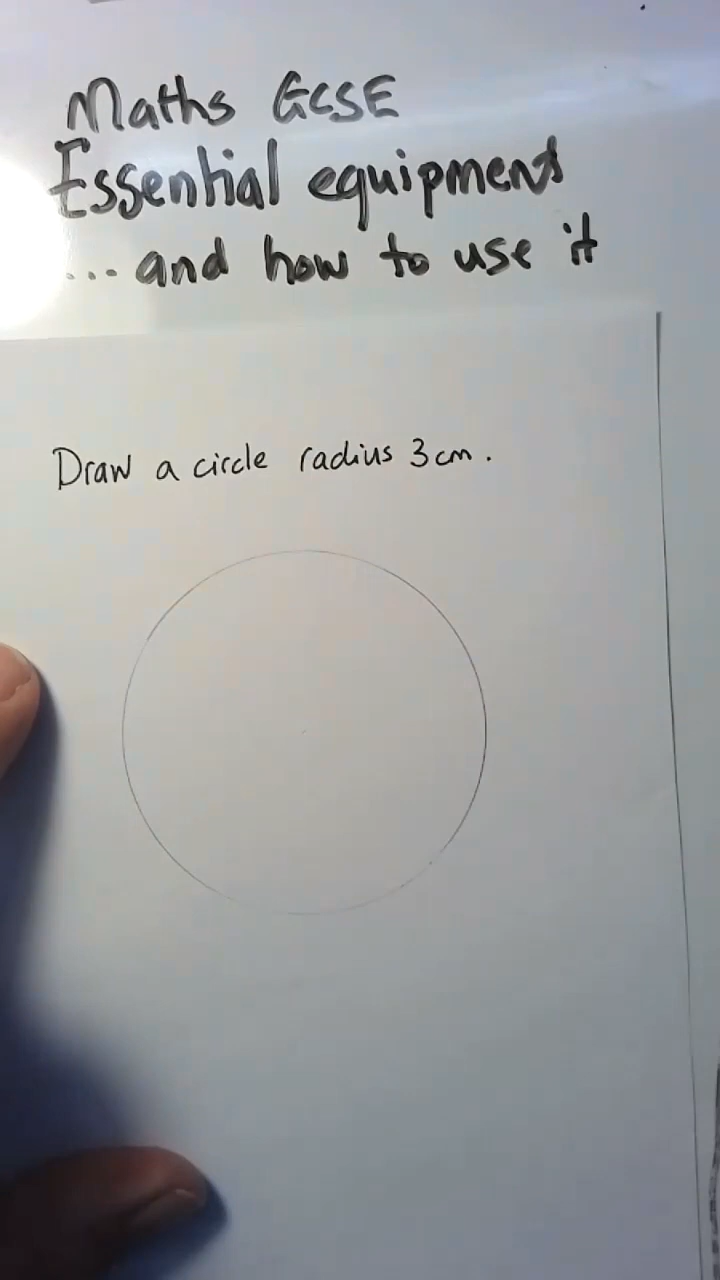 Maths GCSE
Essential equipment
... and how to use it
Draw a circle radius 3cm.